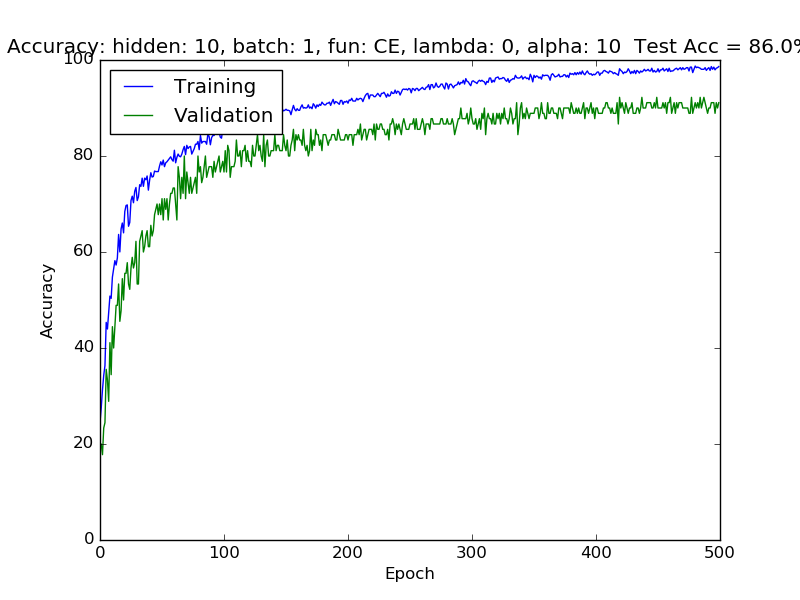 Accuracy: hidden: 10, batch: 1, fun: CE, lambda: 0, alpha: 10  Test Acc = 86.0%
100
80
60
40
20
0
Accuracy
Training
Validation
0 100 200 300 400 500
Epoch